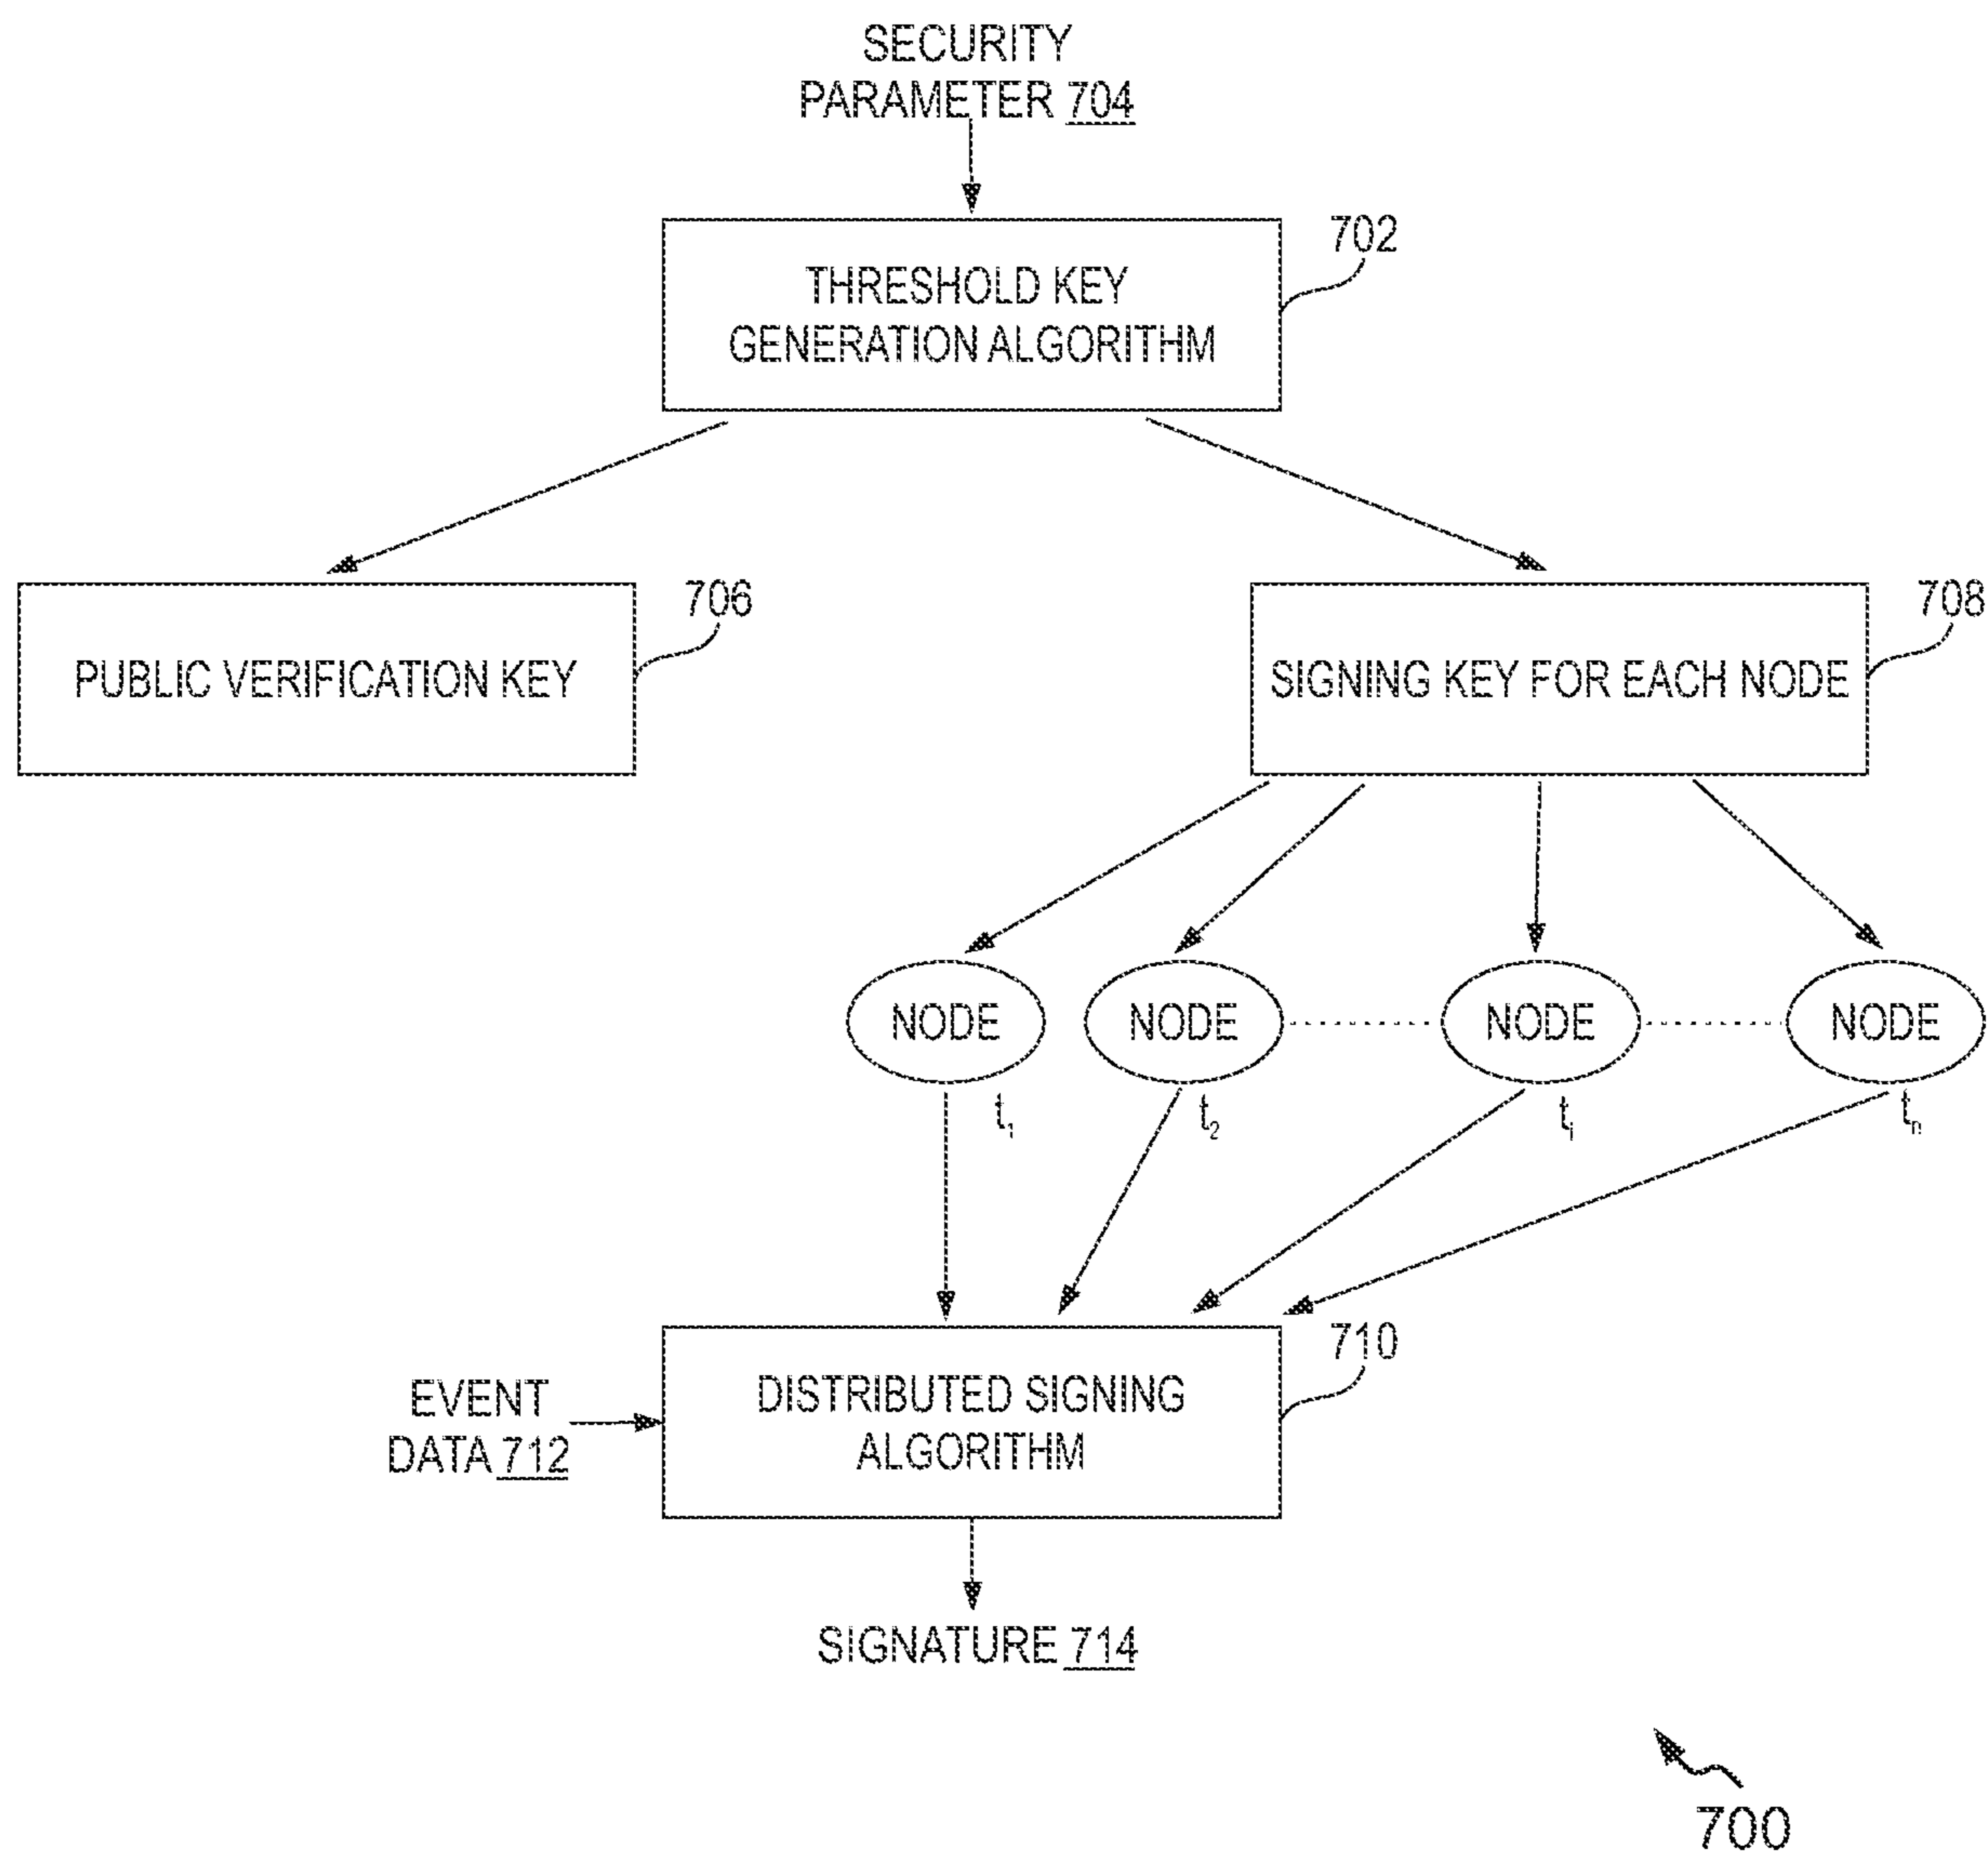 SECURITY
PARAMETER 704
702
THRESHOLD KEY
GENERATION ALGORITHM
706
708
PUBLIC VERIFICATION KEY
SIGNING KEY FOR EACH NODE
NODE
NODE
NODE
NODE
t1
t2
ti
tn
710
EVENT
DATA 712
DISTRIBUTED SIGNING
ALGORITHM
SIGNATURE 714
700